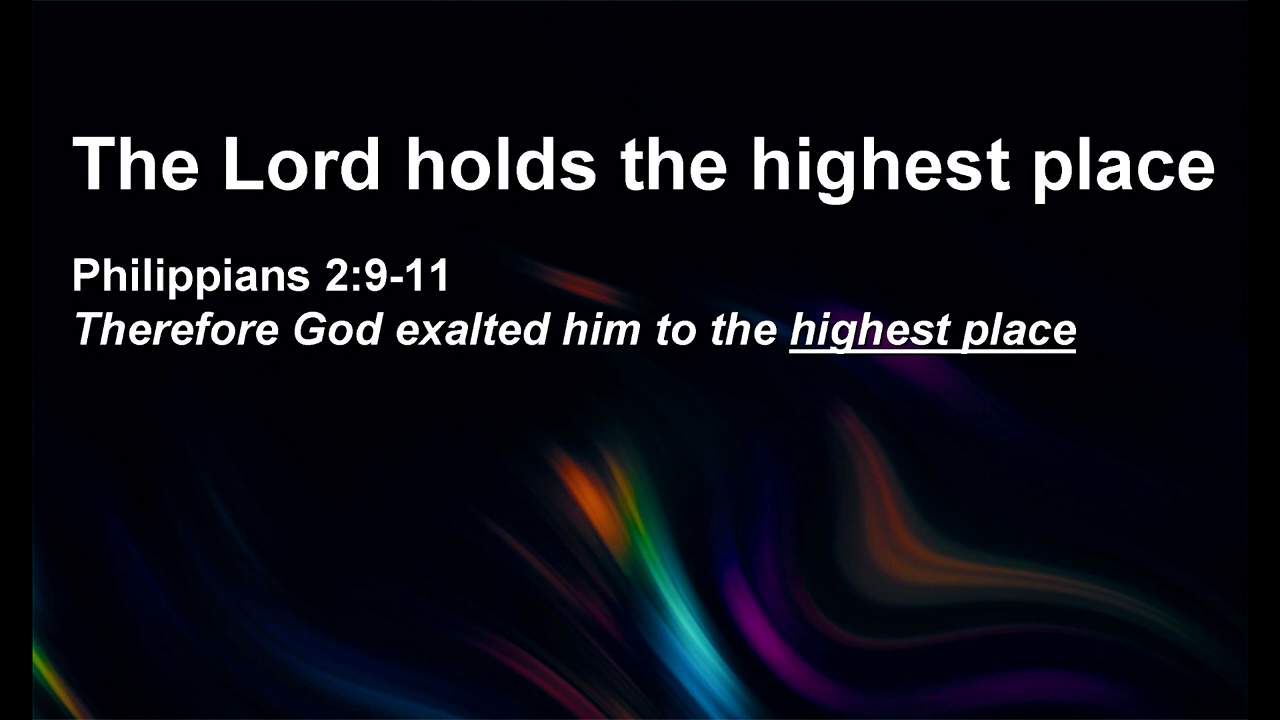 The Lord holds the highest place
Philippians 2:9-11
Therefore God exalted him to the highest place